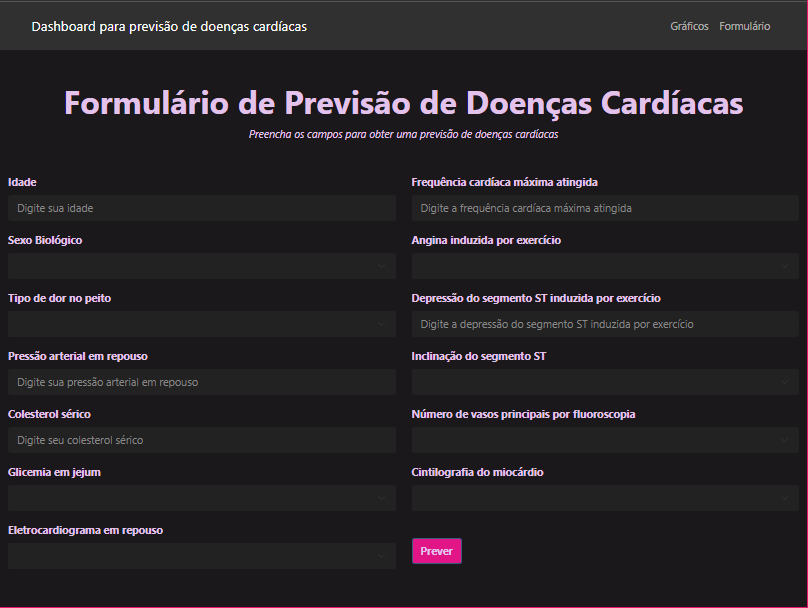 Dashboard para previsão de doenças cardíacas
Gráficos Formulário
Formulário de Previsão de Doenças Cardíacas
Preencha os campos para obter uma previsão de doenças cardíacas
Idade
Digite sua idade
Sexo Biológico
Tipo de dor no peito
Pressão arterial em repouso
Digite sua pressão arterial em repouso
Colesterol sérico
Digite seu colesterol sérico
Glicemia em jejum
Eletrocardiograma em repouso
Frequência cardíaca máxima atingida
Digite a frequência cardíaca máxima atingida
Angina induzida por exercício
Depressão do segmento ST induzida por exercício
Digite a depressão do segmento ST induzida por exercício
Inclinação do segmento ST
Número de vasos principais por fluoroscopia
Cintilografia do miocárdio
Prever